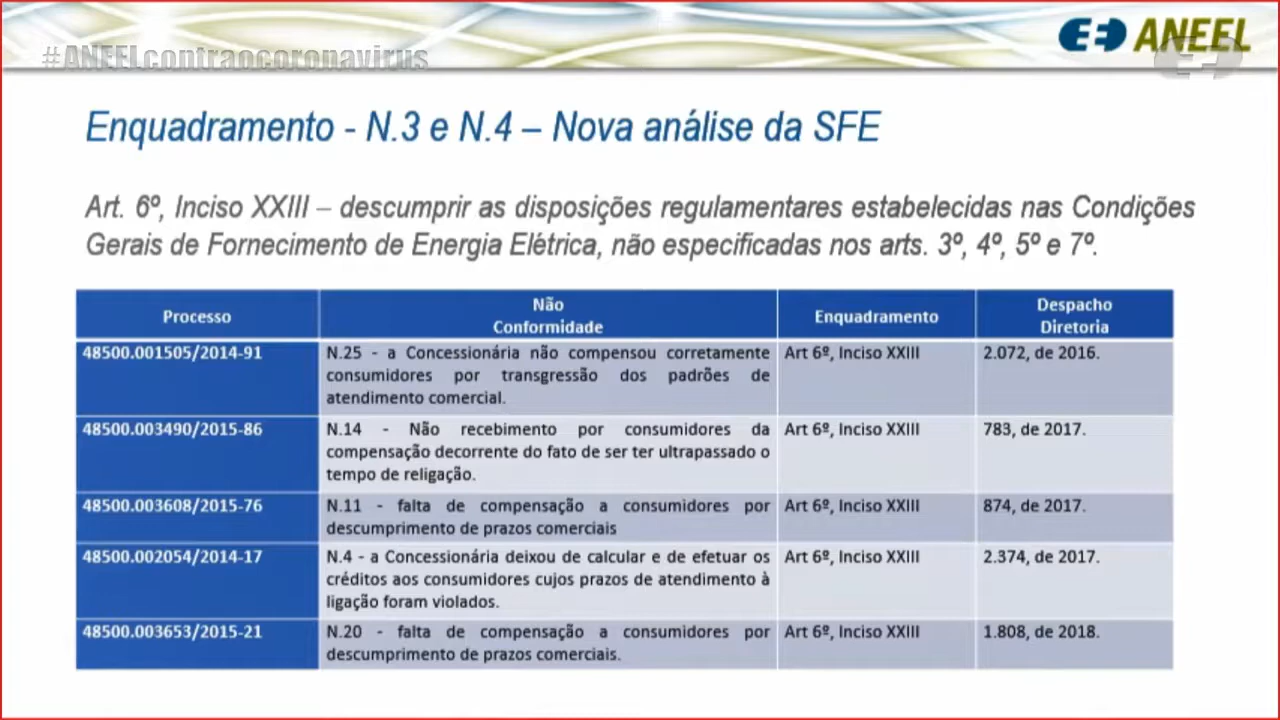 #ANEELcontraocoronavirus
ANEEL
Enquadramento - N.3 e N.4 – Nova análise da SFE
Art. 6º, Inciso XXIII – descumprir as disposições regulamentares estabelecidas nas Condições
Gerais de Fornecimento de Energia Elétrica, não especificadas nos arts. 3º, 4º, 5º e 7º.
Processo
Não
Conformidade
Enquadramento
Despacho
Diretoria
48500.001505/2014-91
N.25 - a Concessionária não compensou corretamente
consumidores por transgressão dos padrões de
atendimento comercial.
Art 6º, Inciso XXIII
2.072, de 2016.
48500.003490/2015-86
N.14 - Não recebimento por consumidores da
compensação decorrente do fato de ser ter ultrapassado o
tempo de religação.
Art 6º, Inciso XXIII
783, de 2017.
48500.003608/2015-76
N.11 - falta de compensação a consumidores por
descumprimento de prazos comerciais
Art 6º, Inciso XXIII
874, de 2017.
48500.002054/2014-17
N.4 - a Concessionária deixou de calcular e de efetuar os
créditos aos consumidores cujos prazos de atendimento à
ligação foram violados.
Art 6º, Inciso XXIII
2.374, de 2017.
48500.003653/2015-21
N.20 - falta de compensação a consumidores por
descumprimento de prazos comerciais.
Art 6º, Inciso XXIII
1.808, de 2018.